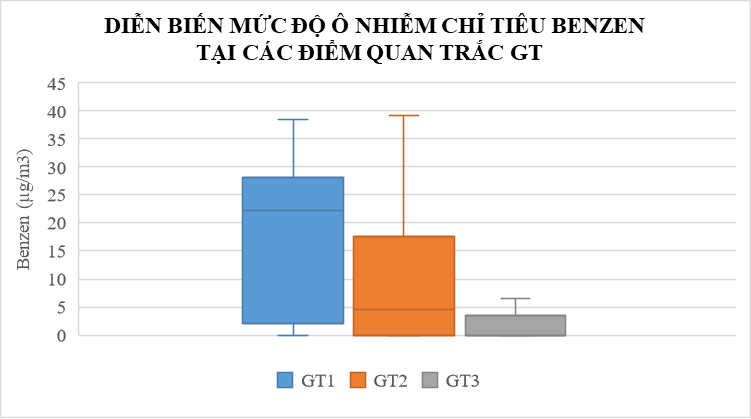 DIỄN BIẾN MỨC ĐỘ Ô NHIỄM CHỈ TIÊU BENZEN
TẠI CÁC ĐIỂM QUAN TRẮC GT
45
40
35
30
25
20
15
10
5
0
Benzen (µg/m3)
GT1 GT2 GT3